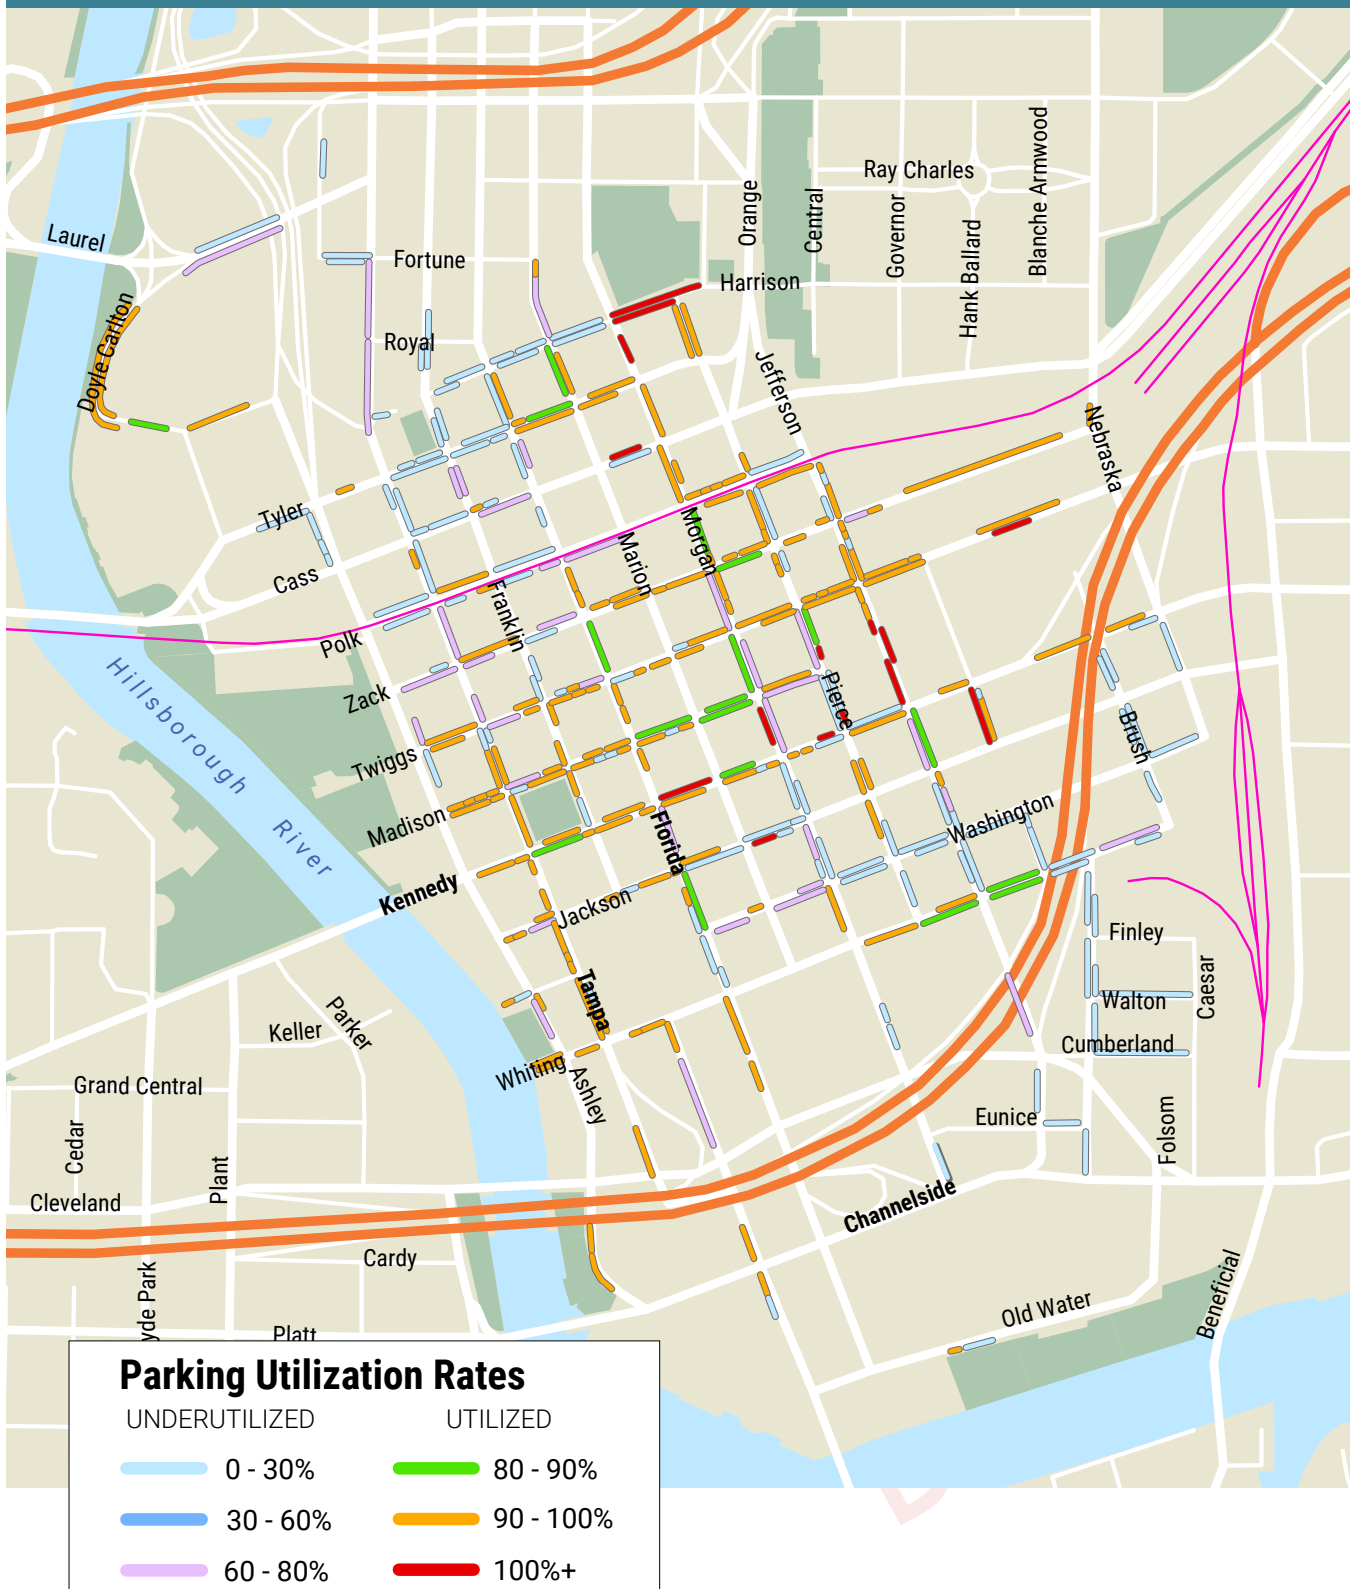 Ray Charles
Blanche Armwood
Orange
Central
Governor
Hank Ballard
Laurel
Fortune
Harrison
Doyle Carlton
Royal
Jefferson
Nebraska
Tyler
Cass
Morgan
Marion
Franklin
Polk
Zack
Pierce
Hillsborough
River
Twiggs
Brush
Madison
Florida
Washington
Kennedy
Jackson
Finley
Caesar
Tampa
Walton
Parker
Keller
Cumberland
Whiting
Ashley
Grand Central
Cedar
Plant
Eunice
Folsom
Cleveland
Channelside
Cardy
yde Park
Beneficial
Old Water
Platt
Parking Utilization Rates
UNDERUTILIZED UTILIZED
0 - 30% 80 - 90%
30 - 60% 90 - 100%
60 - 80% 100%+